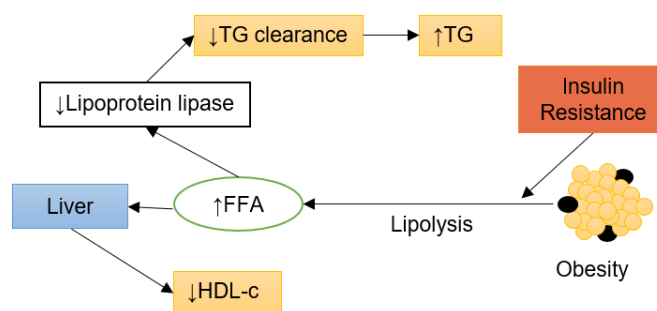 ↓TG clearance
↑TG
↓Lipoprotein lipase
Insulin
Resistance
Liver
↑FFA
Lipolysis
Obesity
↓HDL-c